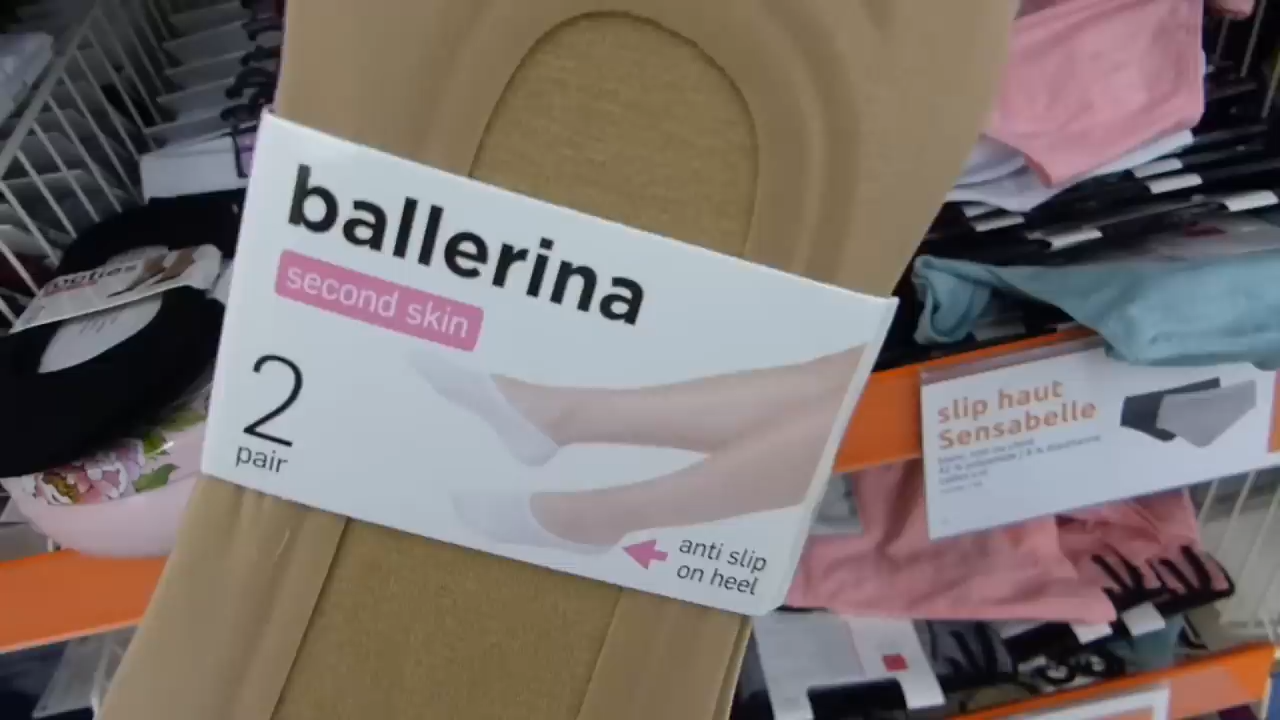 ballerina
second skin
2
pair
anti slip
on heel
slip haut
Sensabelle